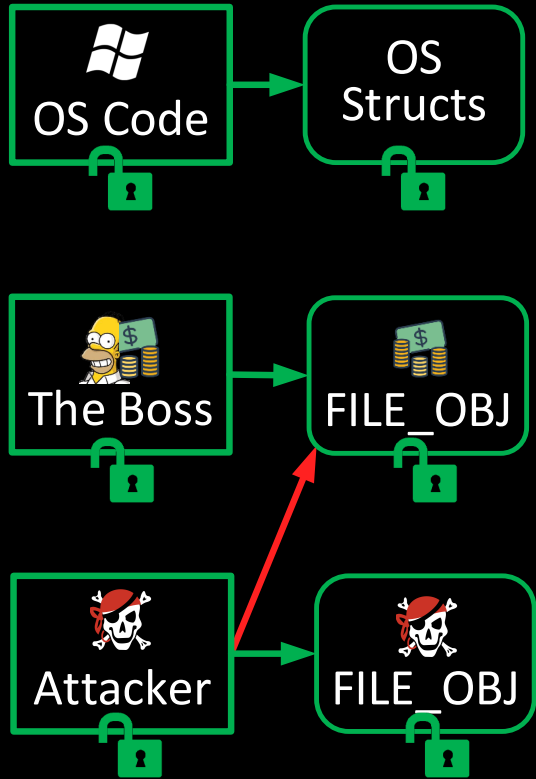 OS Code
OS
Structs
$
The Boss
$
FILE_OBJ
Attacker
FILE_OBJ